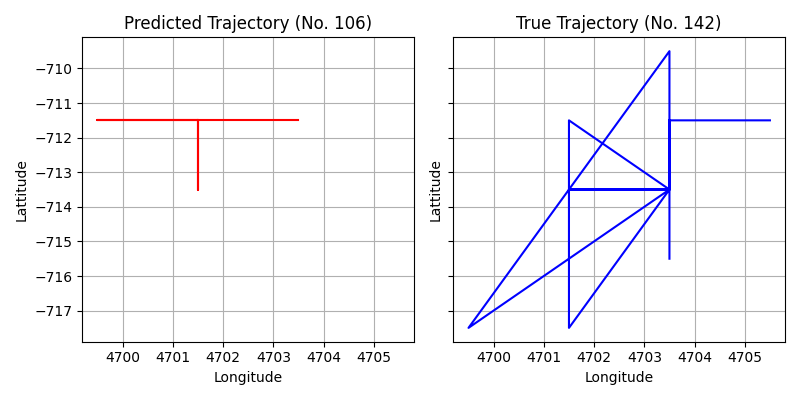 Predicted Trajectory (No. 106)
True Trajectory (No. 142)
−710
−711
−712
−713
−714
−715
−716
−717
Lattitude
Lattitude
4700 4701 4702 4703 4704 4705
4700 4701 4702 4703 4704 4705
Longitude
Longitude